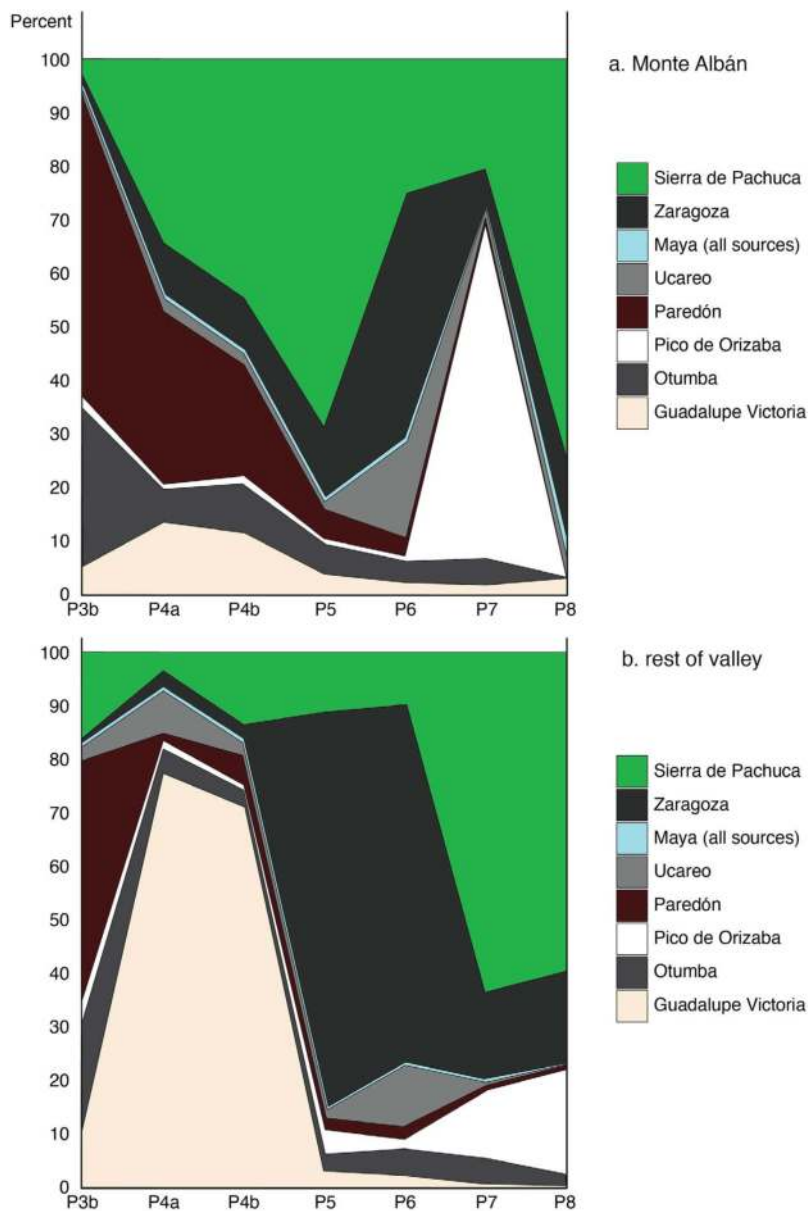 Percent
100
90
80
70
60
50
40
30
20
10
0
P3b P4a P4b P5 P6 P7 P8
a. Monte Albán
Sierra de Pachuca
Zaragoza
Maya (all sources)
Ucareo
Paredón
Pico de Orizaba
Otumba
Guadalupe Victoria
100
90
80
70
60
50
40
30
20
10
0
P3b P4a P4b P5 P6 P7 P8
b. rest of valley
Sierra de Pachuca
Zaragoza
Maya (all sources)
Ucareo
Paredón
Pico de Orizaba
Otumba
Guadalupe Victoria